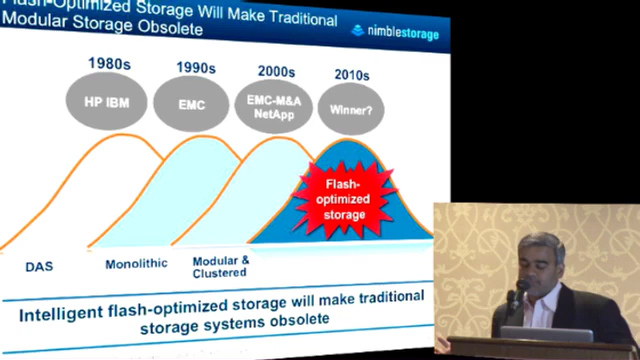 Flash-Optimized Storage Will Make Traditional
Modular Storage Obsolete
nimblestorage
1980s
1990s
2000s
2010s
HP IBM
EMC
EMC-M&A
NetApp
Winner?
Flash-
optimized
storage
DAS
Monolithic
Modular &
Clustered
Intelligent flash-optimized storage will make traditional
storage systems obsolete